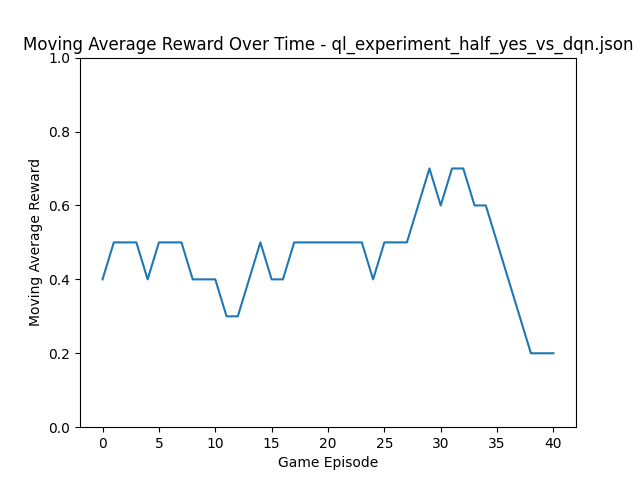 Moving Average Reward Over Time - ql_experiment_half_yes_vs_dqn.json
Moving Average Reward
1.0
0.8
0.6
0.4
0.2
0.0
0 5 10 15 20 25 30 35 40
Game Episode